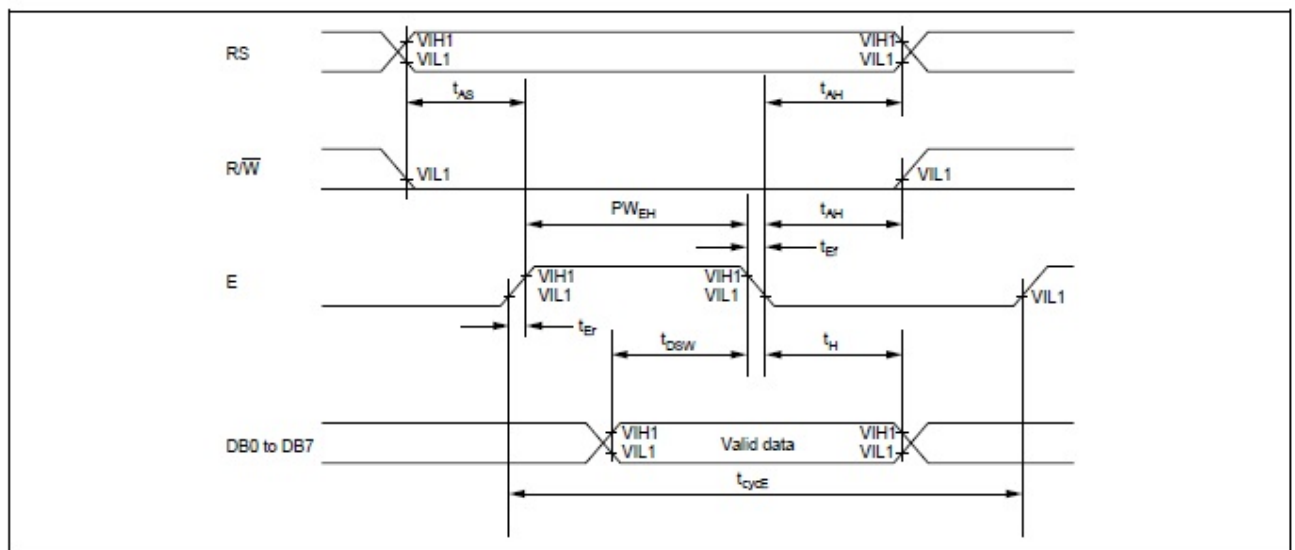 RS
VIH1
VIL1
VIH1
VIL1
tAS
tAH
R/W
VIL1
VIL1
PWEH
tAH
tEf
E
VIH1
VIL1
VIH1
VIL1
VIL1
tEr
tDSW
tH
DB0 to DB7
VIH1
VIL1
Valid data
VIH1
VIL1
tcycE